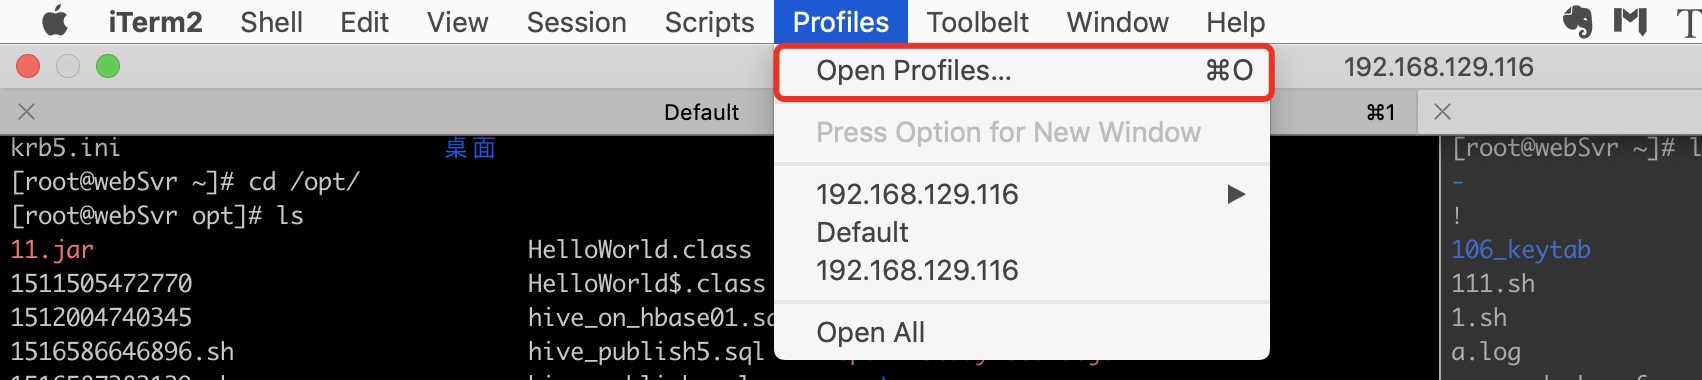 iTerm2 Shell Edit View Session Scripts Profiles Toolbelt Window Help
192.168.129.116
Open Profiles... ⌘O
Default ⌘1
Press Option for New Window
192.168.129.116 ▶
Default
192.168.129.116
Open All
krb5.ini 桌面
[root@webSvr ~]# cd /opt/
[root@webSvr opt]# ls
11.jar HelloWorld.class
1511505472770 HelloWorld$.class
1512004740345 hive_on_hbase01.sq
1516586646896.sh hive_publish5.sql
[root@webSvr ~]# l
-
!
106_keytab
111.sh
1.sh
a.log